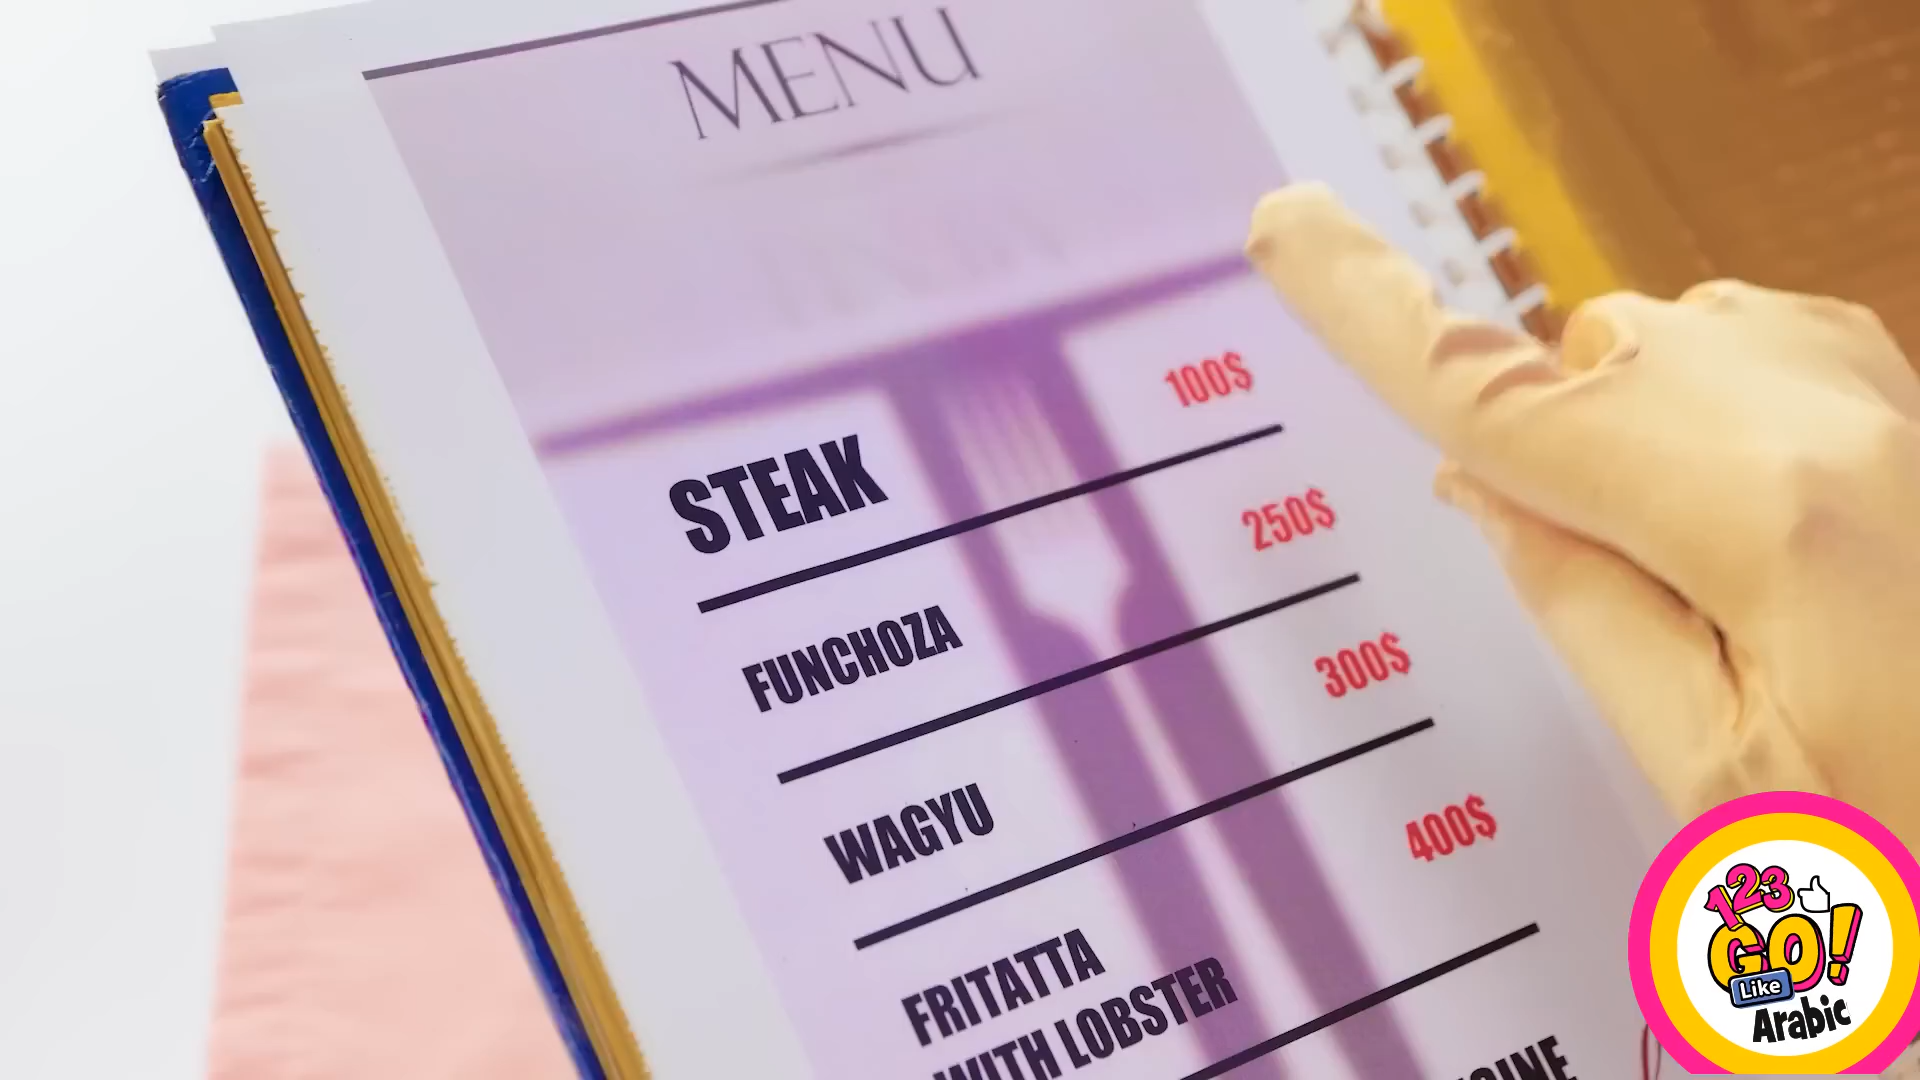 MENU
STEAK 100$
FUNCHOZA 250$
WAGYU 300$
FRITATTA
WITH LOBSTER 400$
123
GO!
Like
Arabic